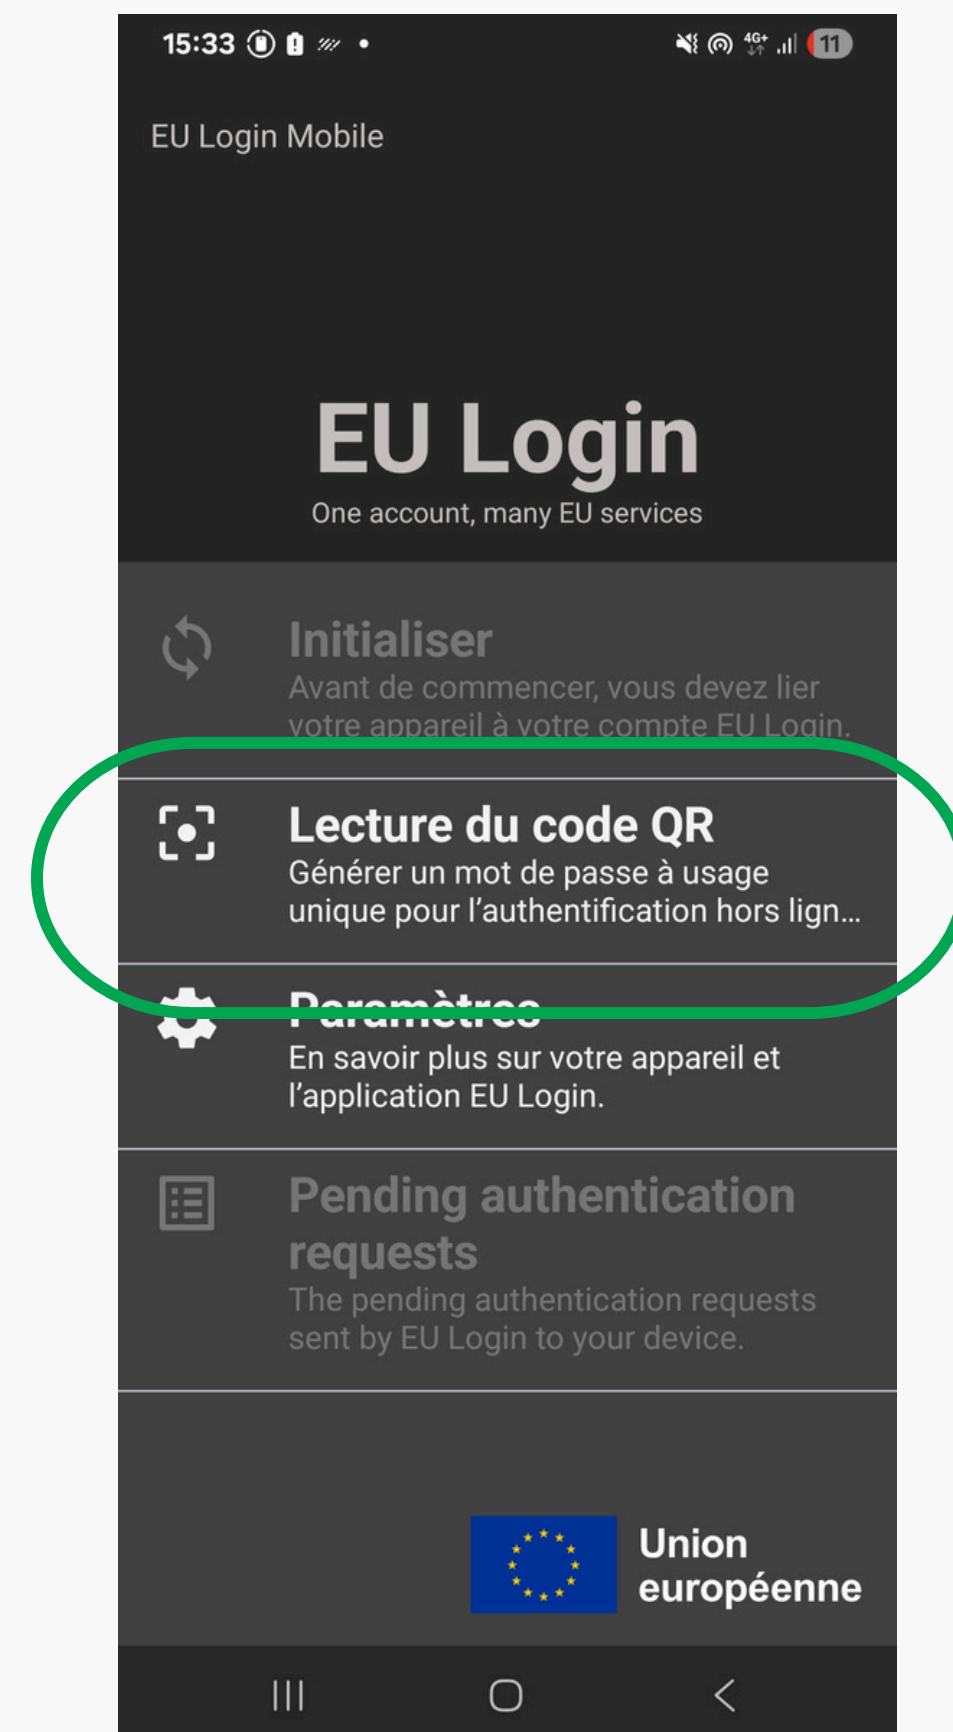 15:33
4G+
11
EU Login Mobile
EU Login
One account, many EU services
Initialiser
Avant de commencer, vous devez lier
votre appareil à votre compte EU Login.
Lecture du code QR
Générer un mot de passe à usage
unique pour l’authentification hors lign...
Paramètres
En savoir plus sur votre appareil et
l’application EU Login.
Pending authentication
requests
The pending authentication requests
sent by EU Login to your device.
Union
européenne